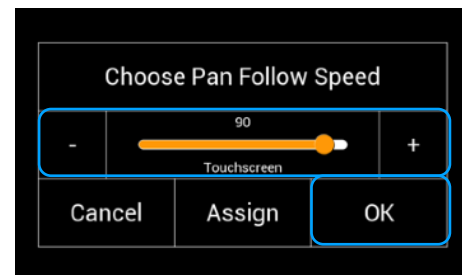 Choose Pan Follow Speed
90
- +
Touchscreen
Cancel Assign OK